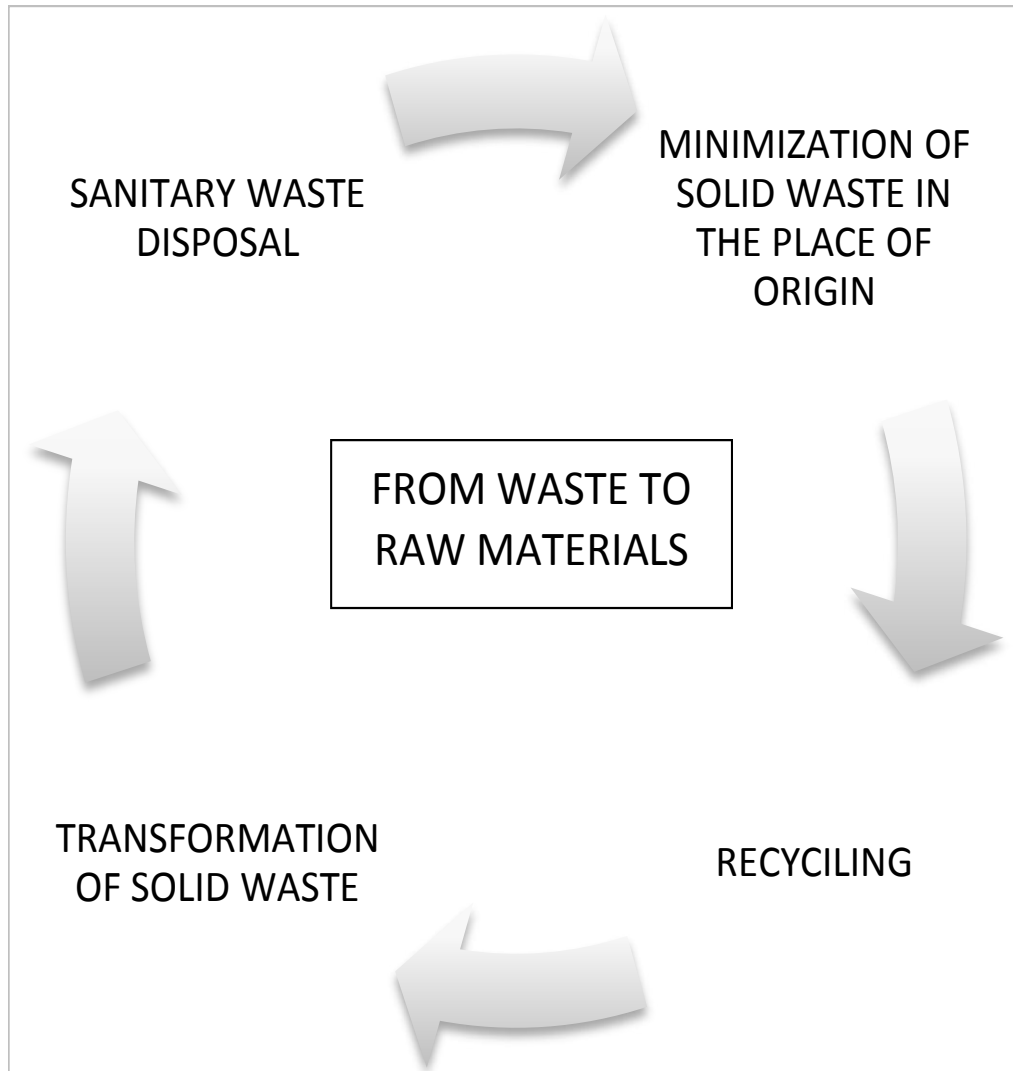 SANITARY WASTE
DISPOSAL
MINIMIZATION OF
SOLID WASTE IN
THE PLACE OF
ORIGIN
FROM WASTE TO
RAW MATERIALS
TRANSFORMATION
OF SOLID WASTE
RECYCILING